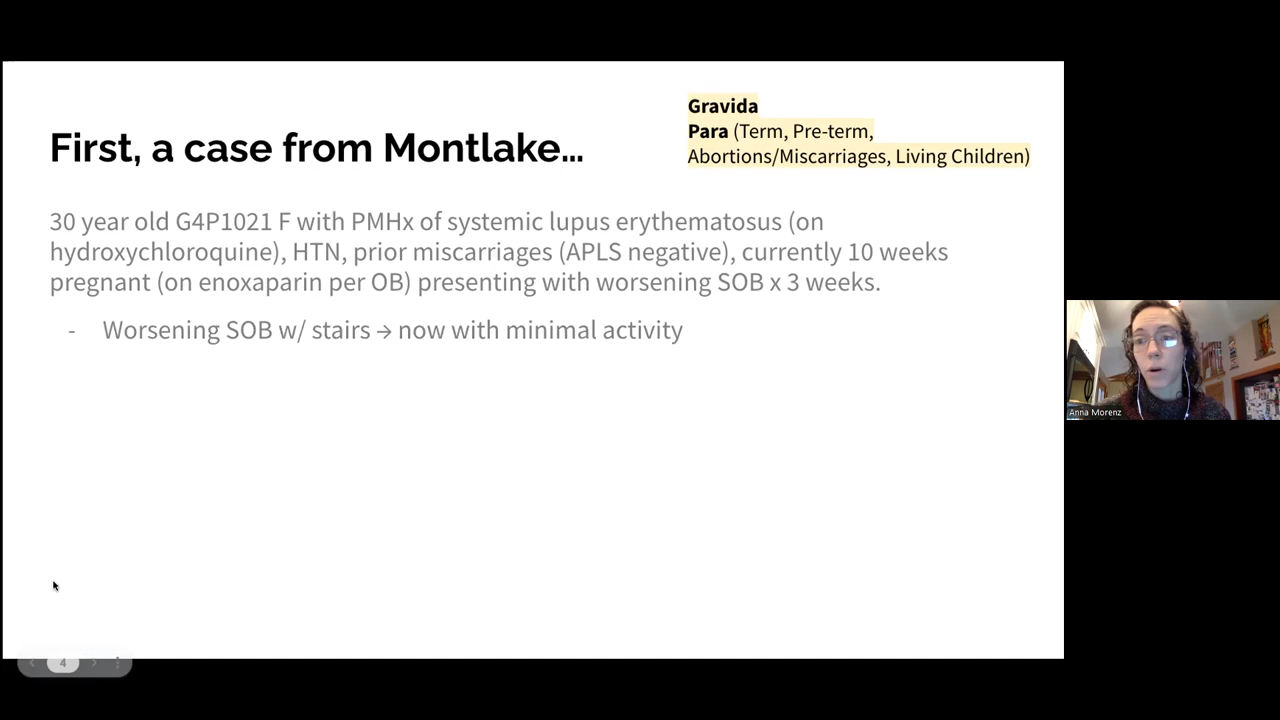 First, a case from Montlake...
Gravida
Para (Term, Pre-term,
Abortions/Miscarriages, Living Children)
30 year old G4P1021 F with PMHx of systemic lupus erythematosus (on
hydroxychloroquine), HTN, prior miscarriages (APLS negative), currently 10 weeks
pregnant (on enoxaparin per OB) presenting with worsening SOB x 3 weeks.
- Worsening SOB w/ stairs → now with minimal activity
Anna Morenz
4